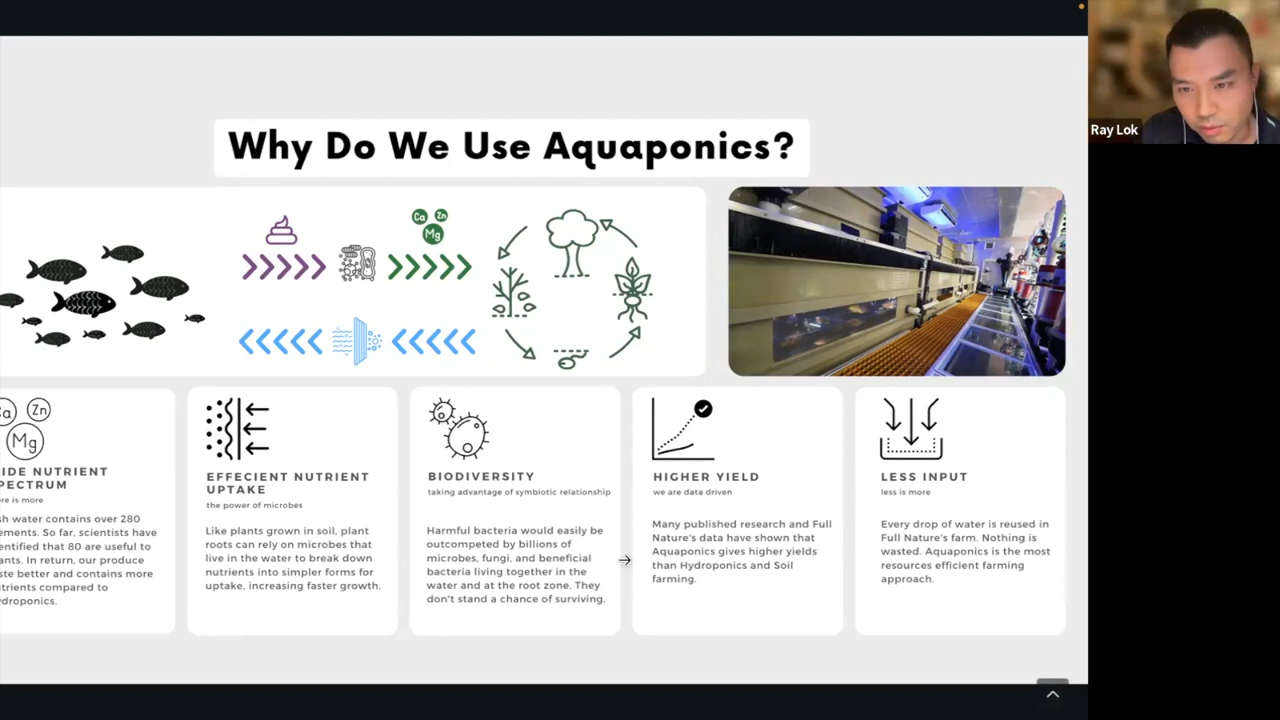 Ray Lok
Why Do We Use Aquaponics?
Ca
Zn
Mg
Ca
Zn
Mg
IDE NUTRIENT
PECTRUM
ere is more
sh water contains over 280
ements. So far, scientists have
entified that 80 are useful to
ants. In return, our produce
ste better and contains more
utrients compared to
droponics.
EFFECIENT NUTRIENT
UPTAKE
the power of microbes
Like plants grown in soil, plant
roots can rely on microbes that
live in the water to break down
nutrients into simpler forms for
uptake, increasing faster growth.
BIODIVERSITY
taking advantage of symbiotic relationship
Harmful bacteria would easily be
outcompeted by billions of
microbes, fungi, and beneficial
bacteria living together in the
water and at the root zone. They
don't stand a chance of surviving.
HIGHER YIELD
we are data driven
Many published research and Full
Nature's data have shown that
Aquaponics gives higher yields
than Hydroponics and Soil
farming.
LESS INPUT
less is more
Every drop of water is reused in
Full Nature's farm. Nothing is
wasted. Aquaponics is the most
resources efficient farming
approach.